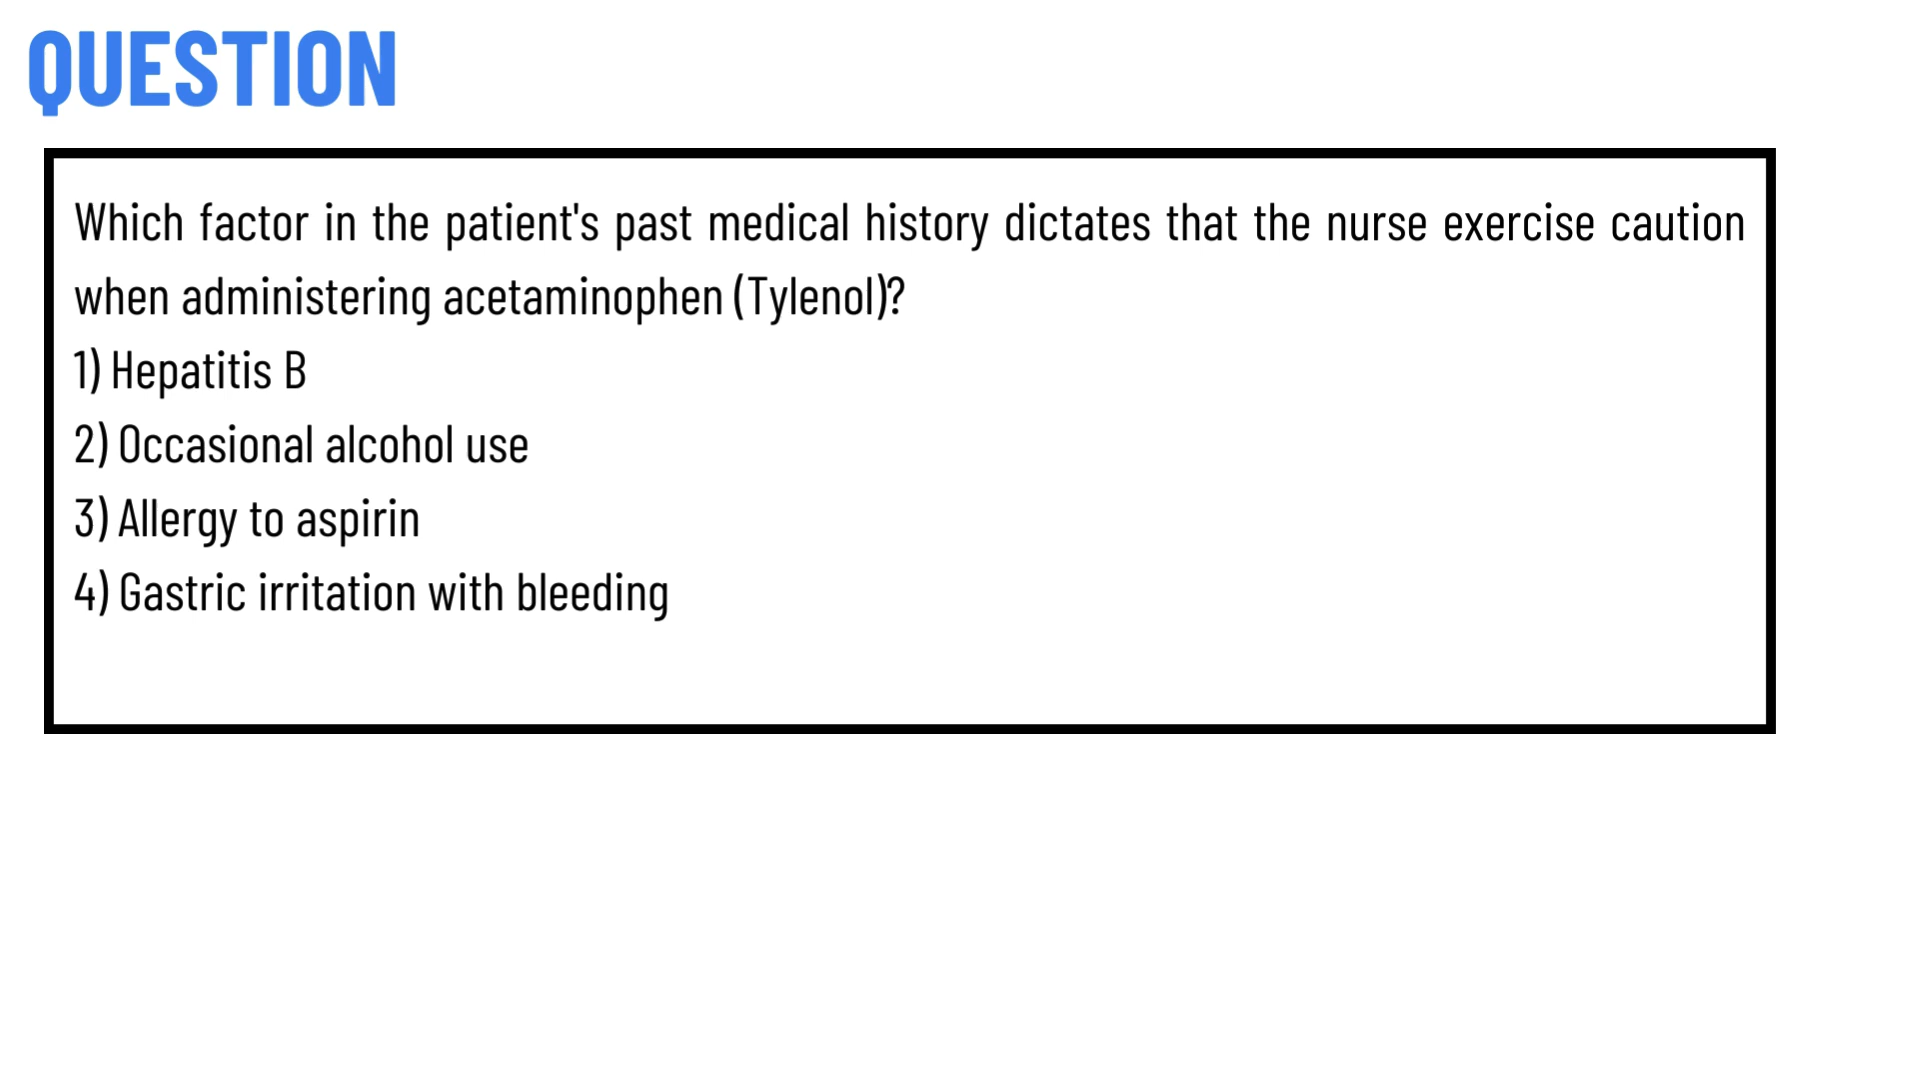 QUESTION
Which factor in the patient's past medical history dictates that the nurse exercise caution
when administering acetaminophen (Tylenol)?
1) Hepatitis B
2) Occasional alcohol use
3) Allergy to aspirin
4) Gastric irritation with bleeding